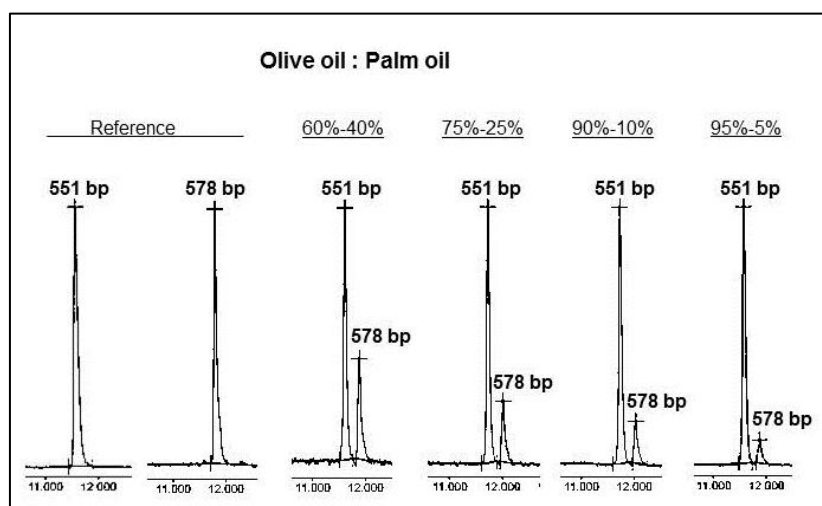 Olive oil : Palm oil
Reference 60%-40% 75%-25% 90%-10% 95%-5%
551 bp 578 bp 551 bp 551 bp 551 bp 551 bp
578 bp
578 bp
578 bp
578 bp
11.000 12.000 11.000 12.000 11.000 12.000 11.000 12.000 11.000 12.000 11.000 12.000